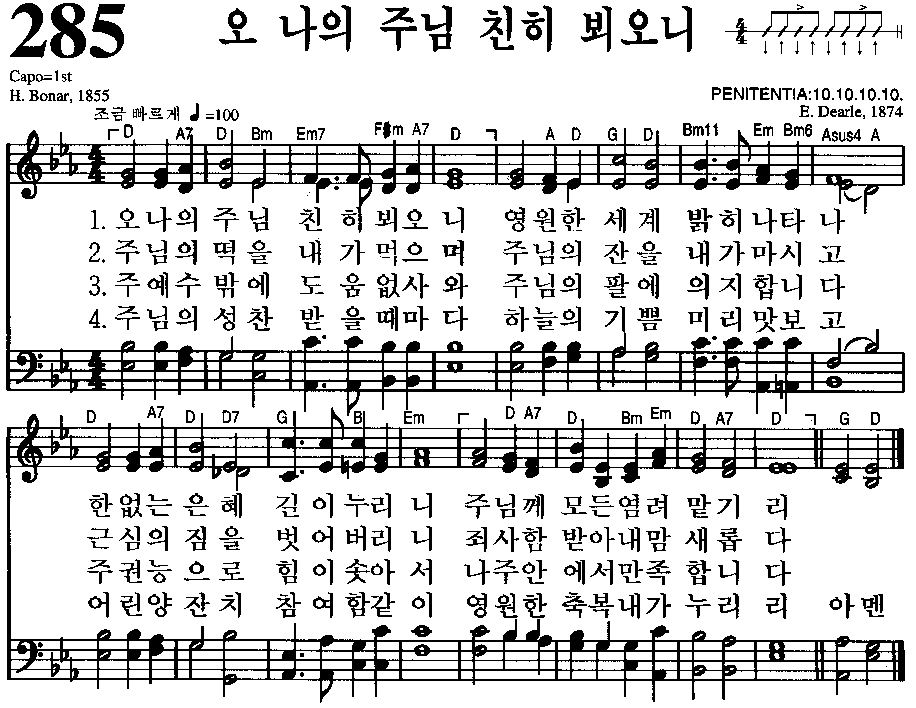 285 오 나의 주님 친히 뵈오니
Capo=1st
H. Bonar, 1855
PENITENTIA:10.10.10.10.
조금 빠르게 ♩=100
E. Dearle, 1874
D A7 D Bm Em7 F#m A7 D A D G D Bm11 Em Bm6 Asus4 A
1. 오나의 주님 친히뵈오니 영원한 세계 밝히나타나
2. 주님의 떡을 내가먹으며 주님의 잔을 내가마시고
3. 주예수 밖에 도움없사와 주님의 팔에 의지합니다
4. 주님의 성찬 받을때마다 하늘의 기쁨 미리맛보고
D A7 D D7 G B Em D A7 D Bm Em D A7 D G D
한없는 은혜 길이누리니 주님께 모든염려 맡기리
근심의 짐을 벗어버리니 죄사함 받아내맘 새롭다
주권능으로 힘이솟아서 나주안에서만족합니다
어린양 잔치 참여함같이 영원한 축복내가 누리리 아멘